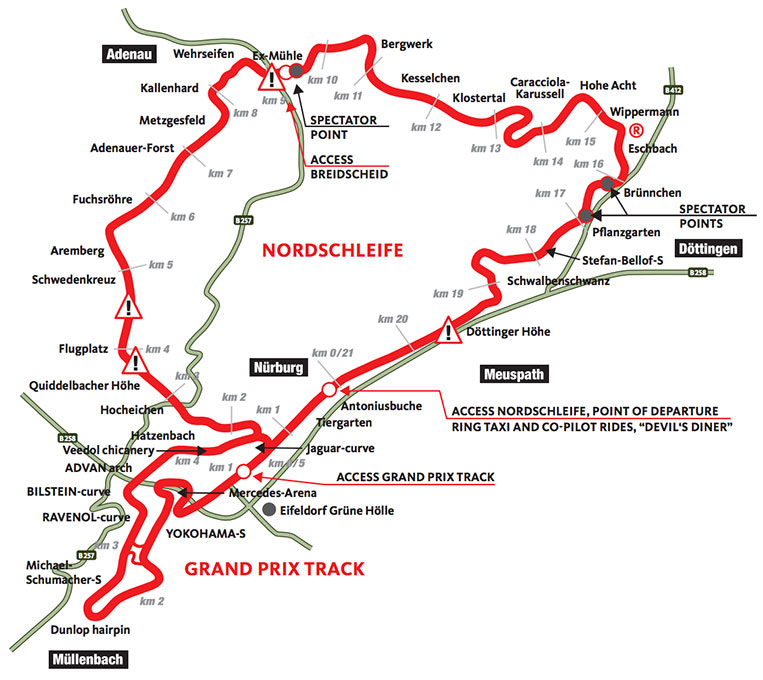 Adenau
Wehrseifen
Ex-Mühle
Bergwerk
km 10
km 11
Kallenhard
km 9
km 8
Kesselchen
Caracciola-
Karussell
Hohe Acht
B-412
Klostertal
km 12
km 13
km 14
km 15
Wippermann
®
Eschbach
km 16
Metzgesfeld
SPECTATOR
POINT
Adenauer-Forst
km 7
ACCESS
BREIDSCHEID
Fuchsröhre
km 6
Brünnchen
km 17
SPECTATOR
POINTS
Pflanzgarten
B257
km 18
Döttingen
Aremberg
NORDSCHLEIFE
Stefan-Bellof-S
km 5
Schwedenkreuz
B258
Schwalbenschwanz
km 19
!
!
!
!
km 20
Döttinger Höhe
Flugplatz
km 4
km 0/21
Nürburg
Meuspath
km 3
Quiddelbacher Höhe
Antoniusbuche
Tiergarten
ACCESS NORDSCHLEIFE, POINT OF DEPARTURE
RING TAXI AND CO-PILOT RIDES, “DEVIL'S DINER”
Hocheichen
km 2
km 1
B258
Hatzenbach
Veedol chicanery
Jaguar-curve
km 4
km 1
km 0/5
ADVAN arch
ACCESS GRAND PRIX TRACK
BILSTEIN-curve
Mercedes-Arena
Eifeldorf Grüne Hölle
RAVENOL-curve
YOKOHAMA-S
km 3
B257
Michael-
Schumacher-S
GRAND PRIX TRACK
km 2
Dunlop hairpin
Müllenbach